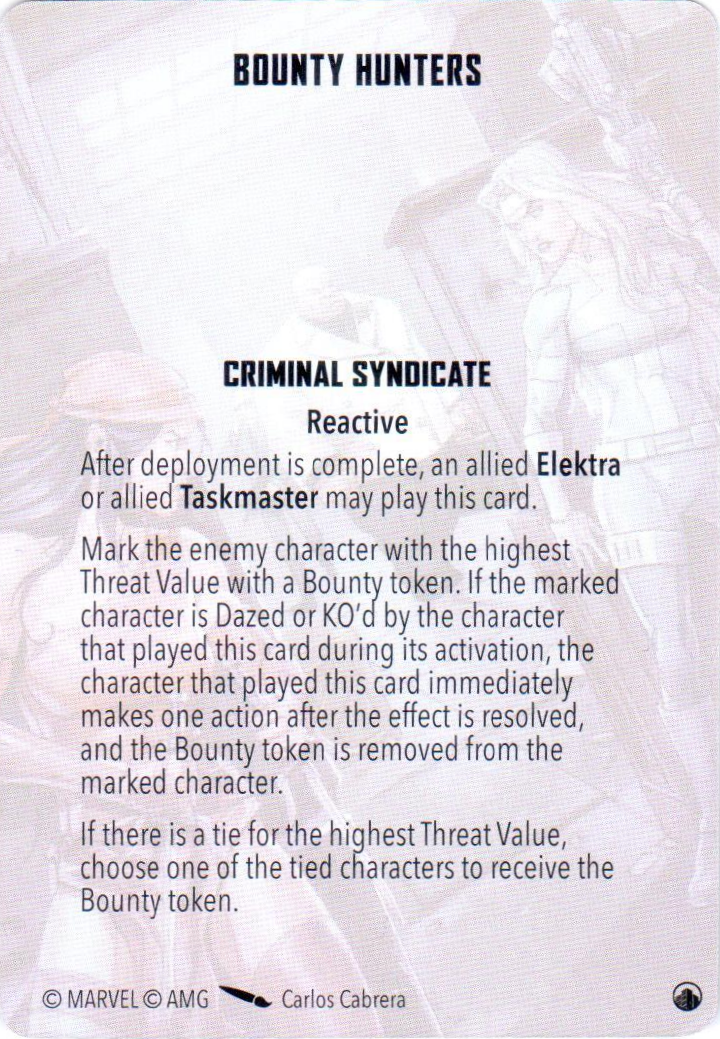 BOUNTY HUNTERS
CRIMINAL SYNDICATE
Reactive
After deployment is complete, an allied Elektra
or allied Taskmaster may play this card.
Mark the enemy character with the highest
Threat Value with a Bounty token. If the marked
character is Dazed or KO'd by the character
that played this card during its activation, the
character that played this card immediately
makes one action after the effect is resolved,
and the Bounty token is removed from the
marked character.
If there is a tie for the highest Threat Value,
choose one of the tied characters to receive the
Bounty token.
© MARVEL © AMG Carlos Cabrera